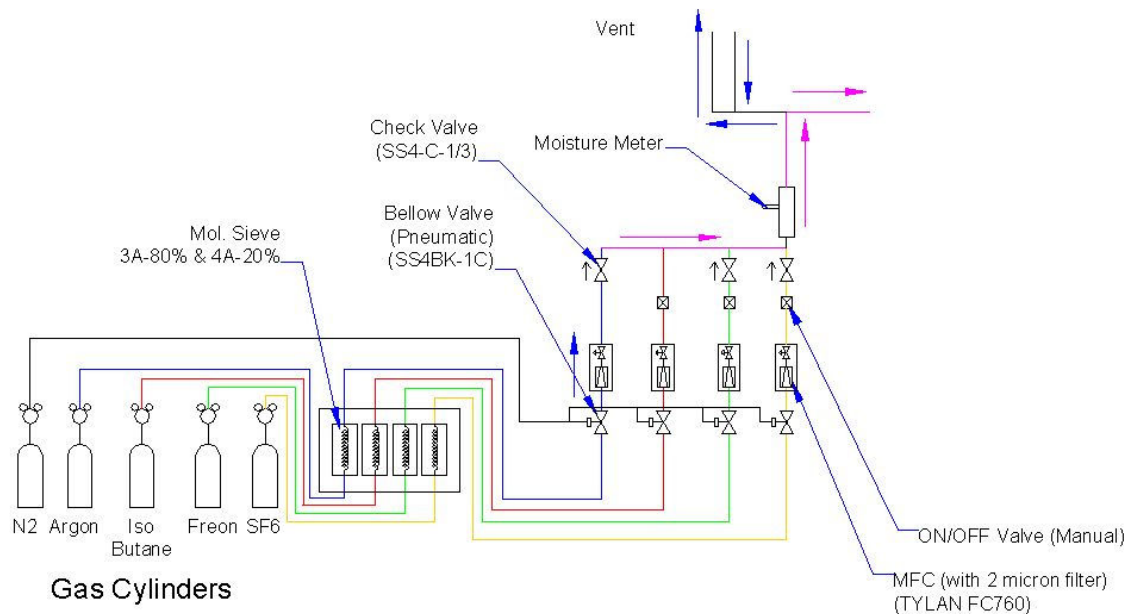 Vent
Check Valve
(SS4-C-1/3)
Moisture Meter
Bellow Valve
(Pneumatic)
(SS4BK-1C)
Mol. Sieve
3A-80% & 4A-20%
N2
Argon
Iso
Butane
Freon
SF6
ON/OFF Valve (Manual)
MFC (with 2 micron filter)
(TYLAN FC760)
Gas Cylinders